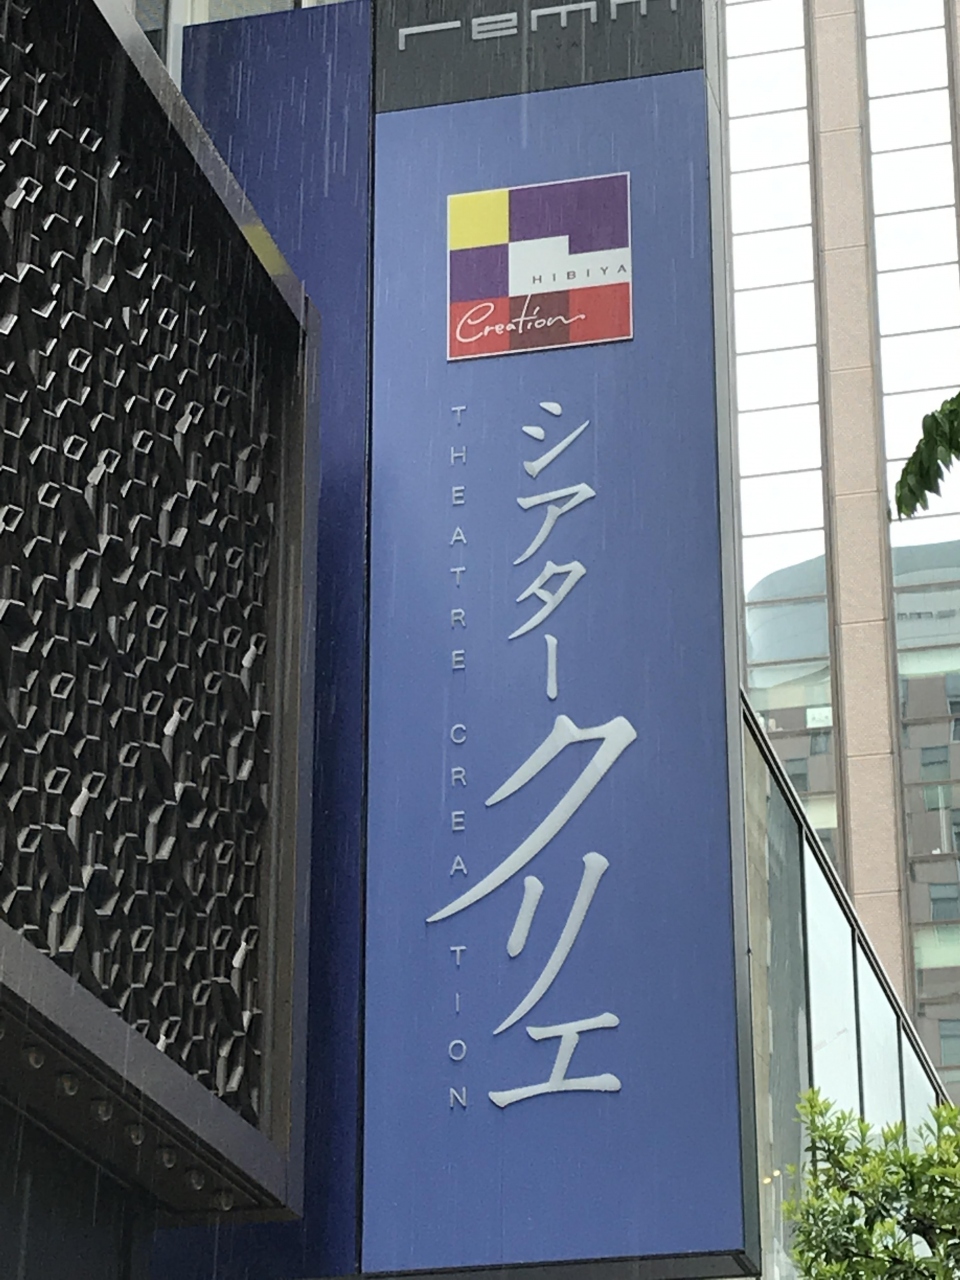 remm
HIBIYA
Creation
シアタークリエ
THEATRE CREATION